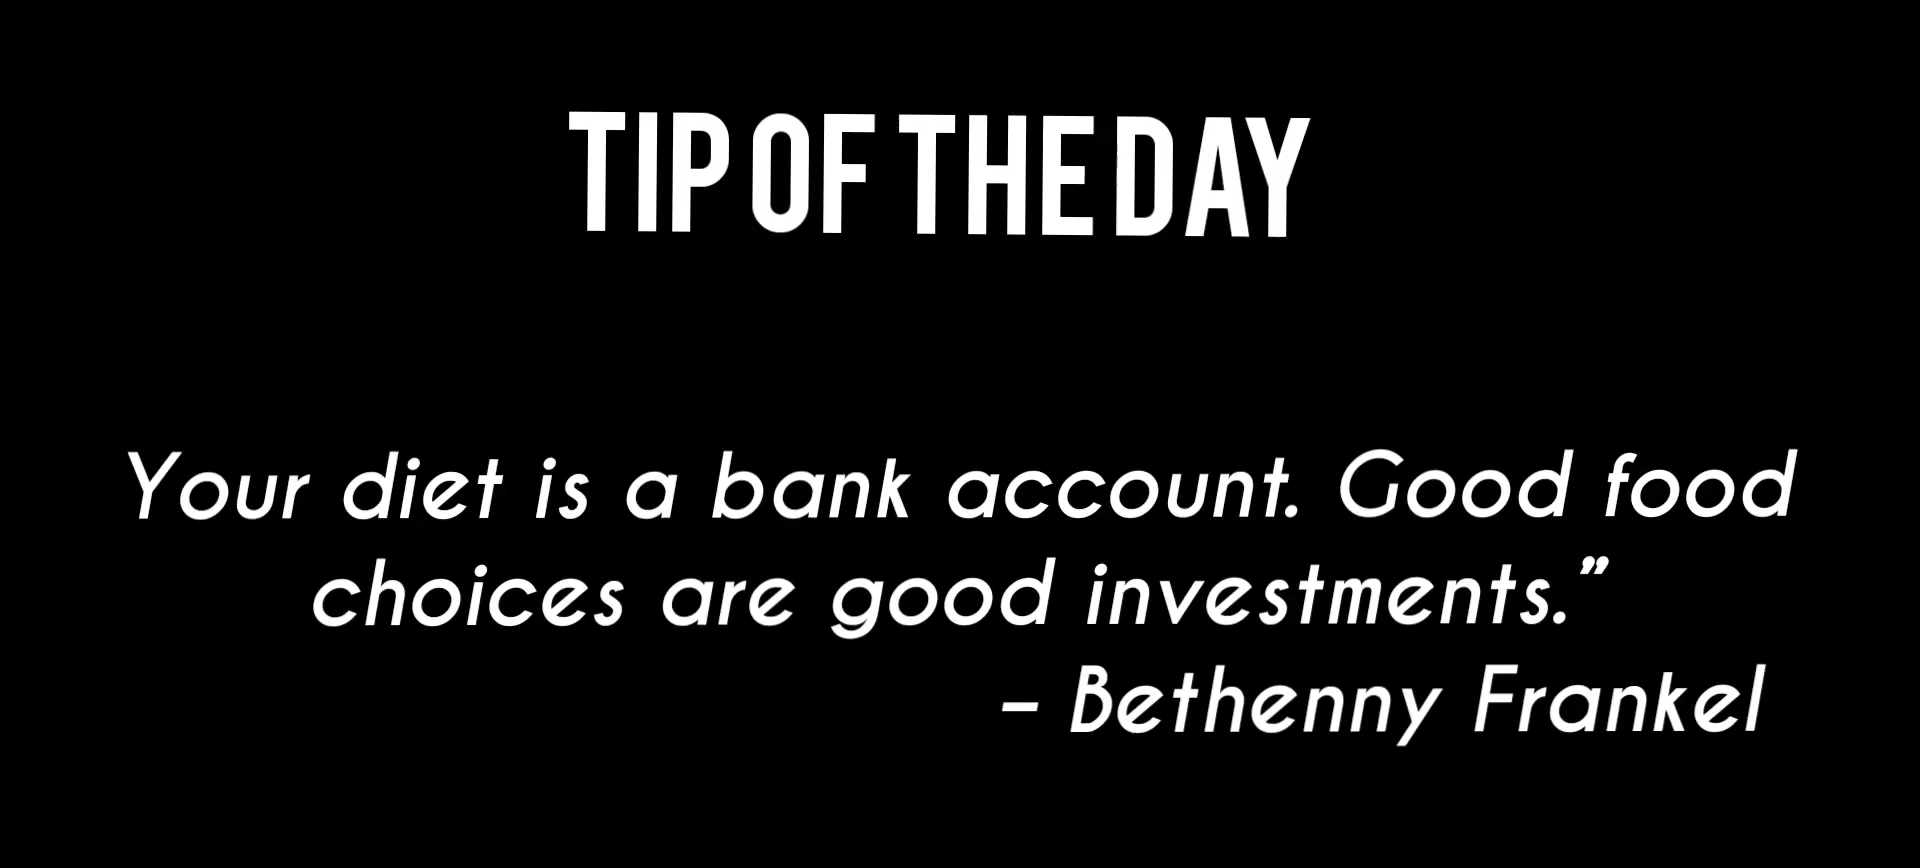 TIP OF THE DAY
Your diet is a bank account. Good food
choices are good investments.”
– Bethenny Frankel